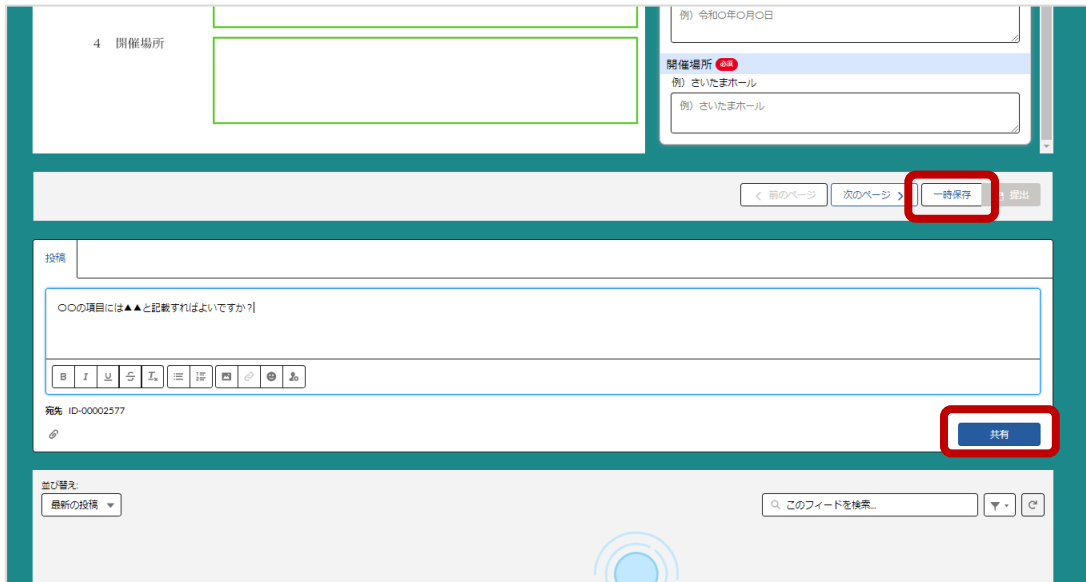 例）令和〇年〇月〇日
4　開催場所
開催場所 必須
例）さいたまホール
例）さいたまホール
前のページ
次のページ
一時保存
提出
投稿
〇〇の項目には▲▲と記載すればよいですか?
B I U S T
宛先 ID-00002577
共有
並び替え:
最新の投稿
このフィードを検索...